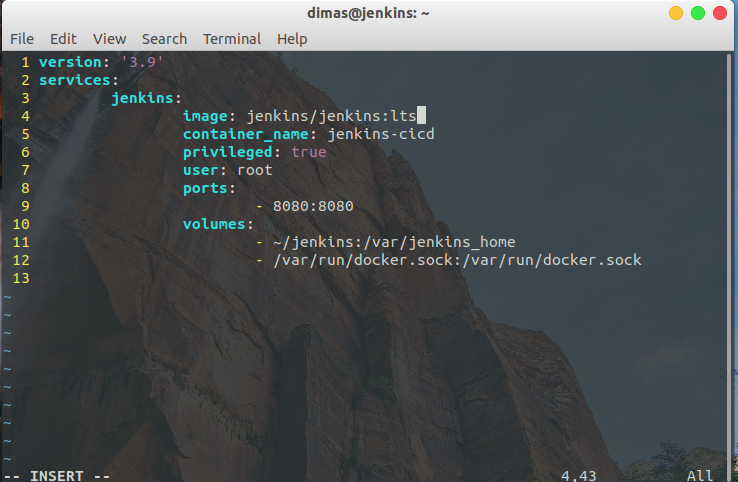 dimas@jenkins: ~
File Edit View Search Terminal Help
1 version: '3.9'
2 services:
3 jenkins:
4 image: jenkins/jenkins:lts
5 container_name: jenkins-cicd
6 privileged: true
7 user: root
8 ports:
9 - 8080:8080
10 volumes:
11 - ~/jenkins:/var/jenkins_home
12 - /var/run/docker.sock:/var/run/docker.sock
13
~
~
~
~
~
~
~
~
~
~
-- INSERT -- 4,43 All